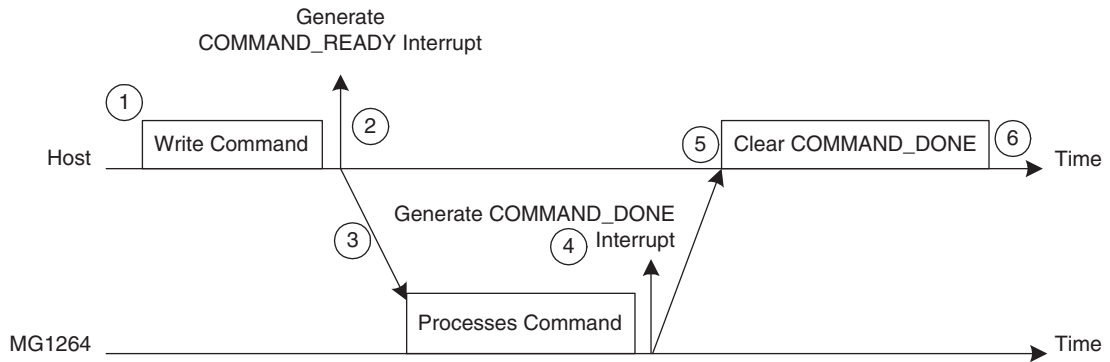 Generate
COMMAND_READY Interrupt
1
2
Write Command
5
Clear COMMAND_DONE
6
Host
Time
Generate COMMAND_DONE
Interrupt
3
4
Processes Command
MG1264
Time